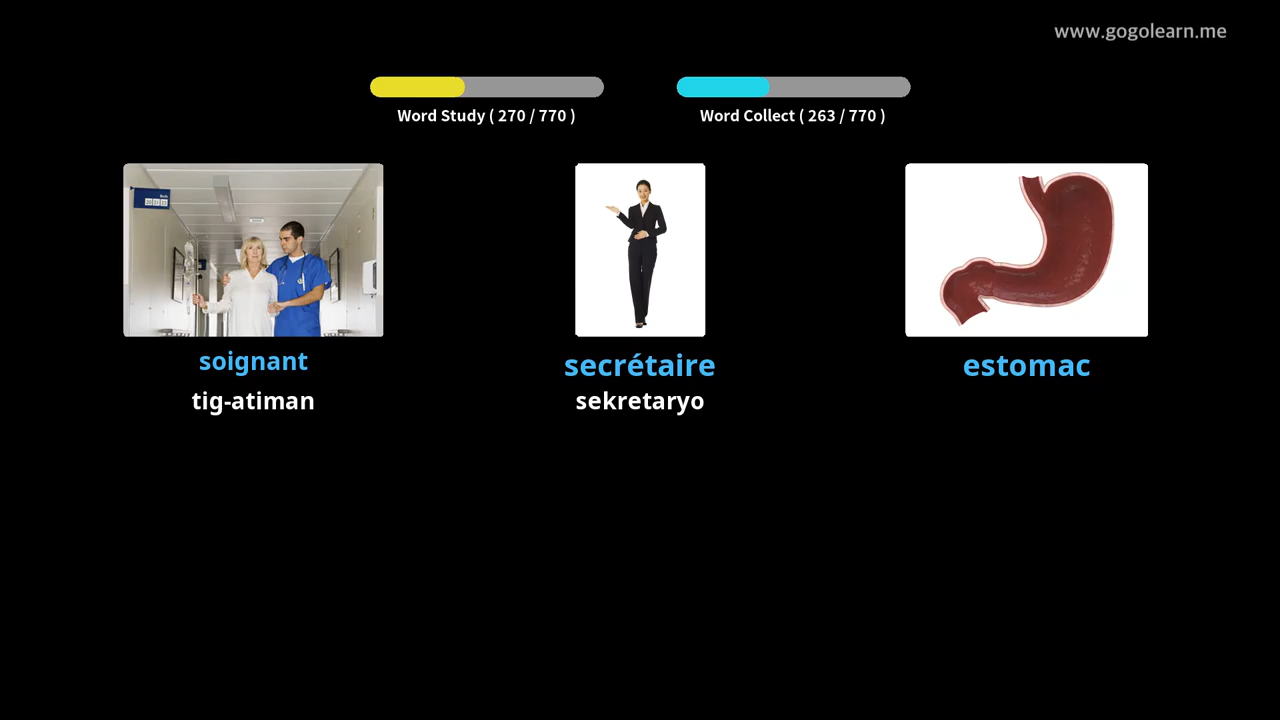 www.gogolearn.me
Word Study ( 270 / 770 )
Word Collect ( 263 / 770 )
soignant
tig-atiman
secrétaire
sekretaryo
estomac